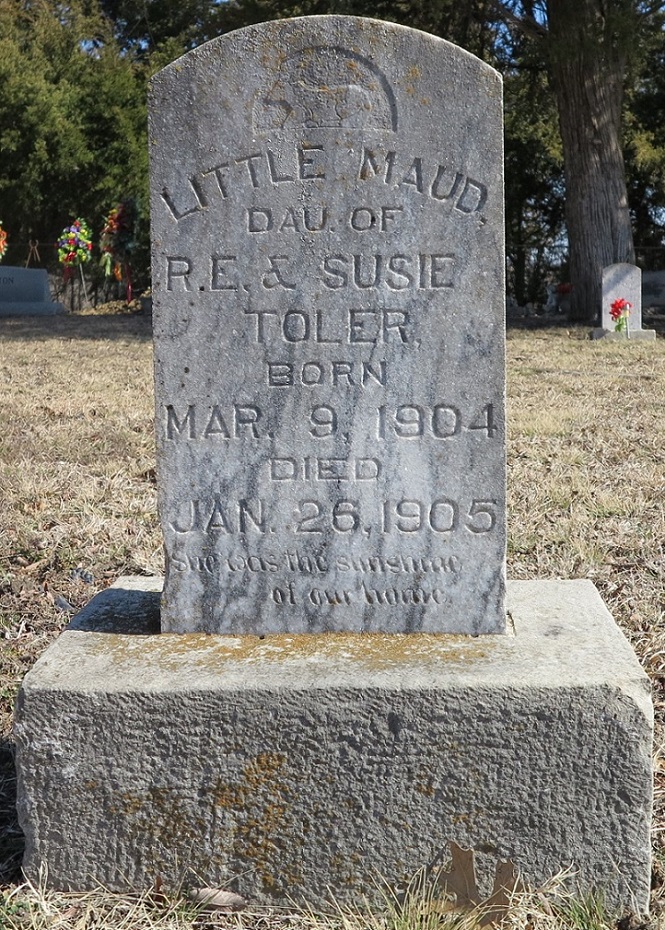 LITTLE MAUD,
DAU. OF
R.E. & SUSIE
TOLER,
BORN
MAR. 9, 1904
DIED
JAN. 26, 1905
She was the sunshine
of our home.
TON